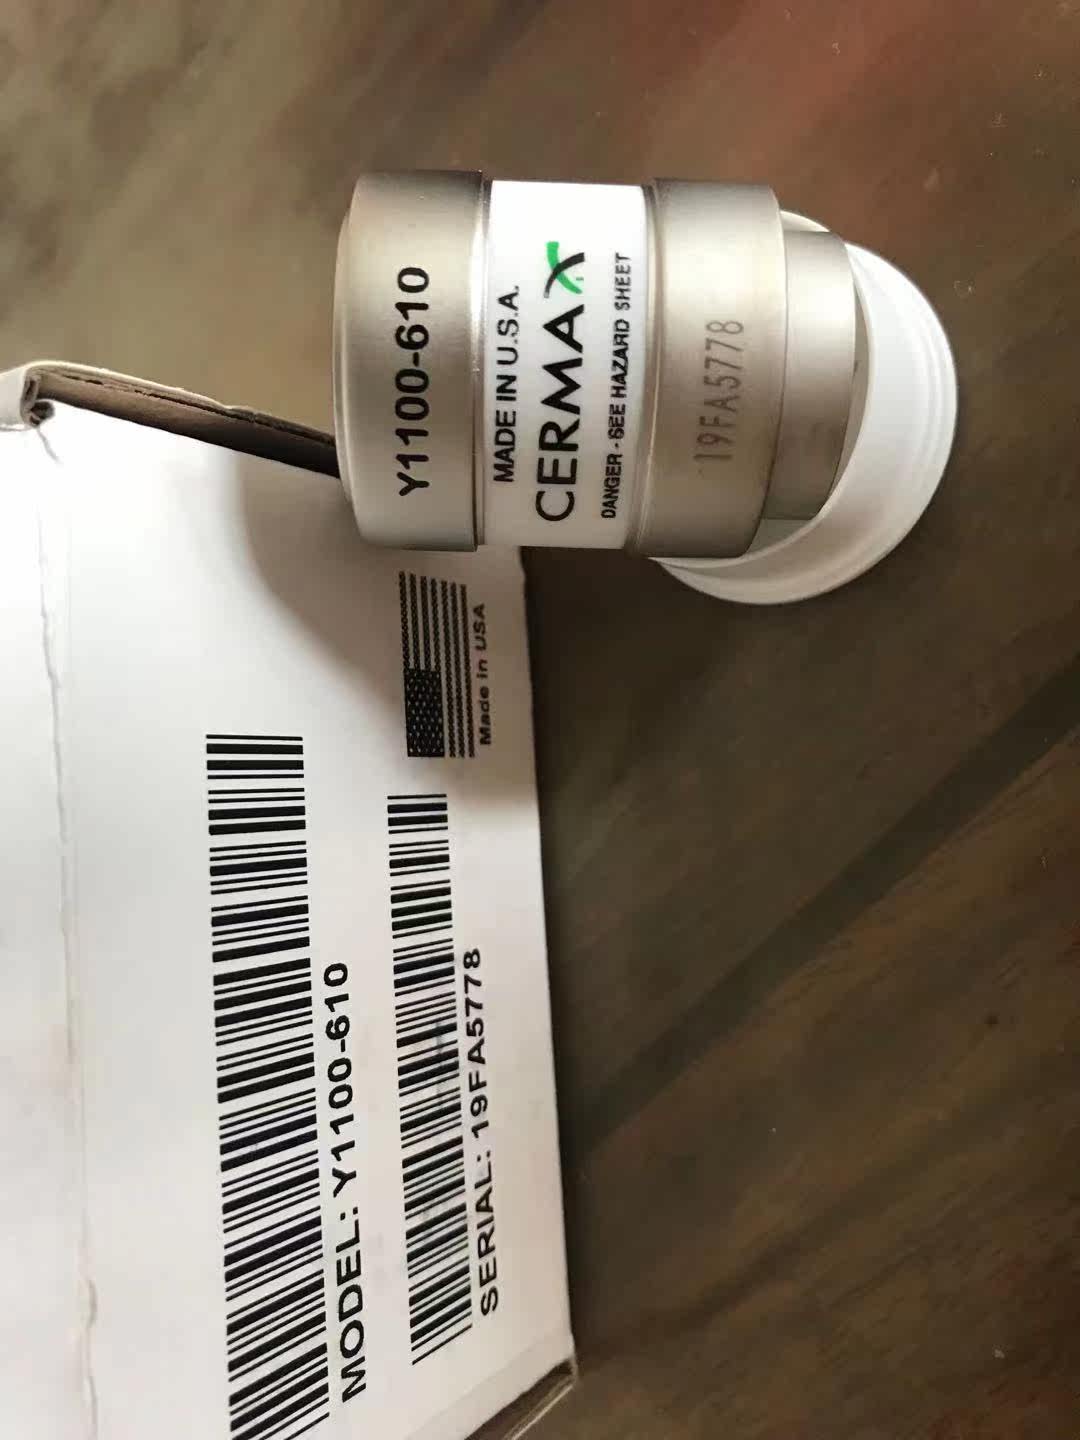 Y1100-610
MADE IN U.S.A.
CERMAX
DANGER - SEE HAZARD SHEET
19FA5778
Made in USA
MODEL: Y1100-610
SERIAL: 19FA5778